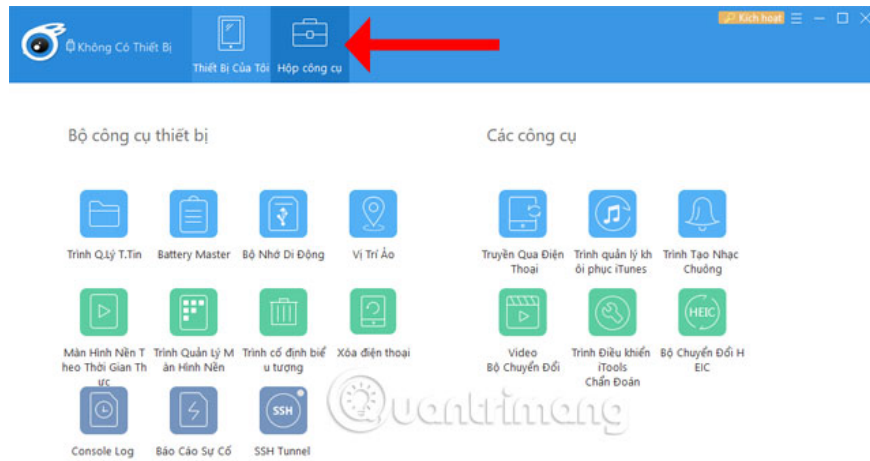 Không Có Thiết Bị
Thiết Bị Của Tôi
Hộp công cụ
Kích hoạt
Bộ công cụ thiết bị
Các công cụ
Trình Q.Lý T.Tin
Battery Master
Bộ Nhớ Di Động
Vị Trí Ảo
Truyền Qua Điện
Thoại
Trình quản lý kh
ôi phục iTunes
Trình Tạo Nhạc
Chuông
Màn Hình Nền T
heo Thời Gian Th
ực
Trình Quản Lý M
àn Hình Nền
Trình cố định biể
u tượng
Xóa điện thoại
Video
Bộ Chuyển Đổi
Trình Điều khiển
iTools
Chẩn Đoán
HEIC
Bộ Chuyển Đổi H
EIC
Console Log
Báo Cáo Sự Cố
SSH
SSH Tunnel
Quantrimang